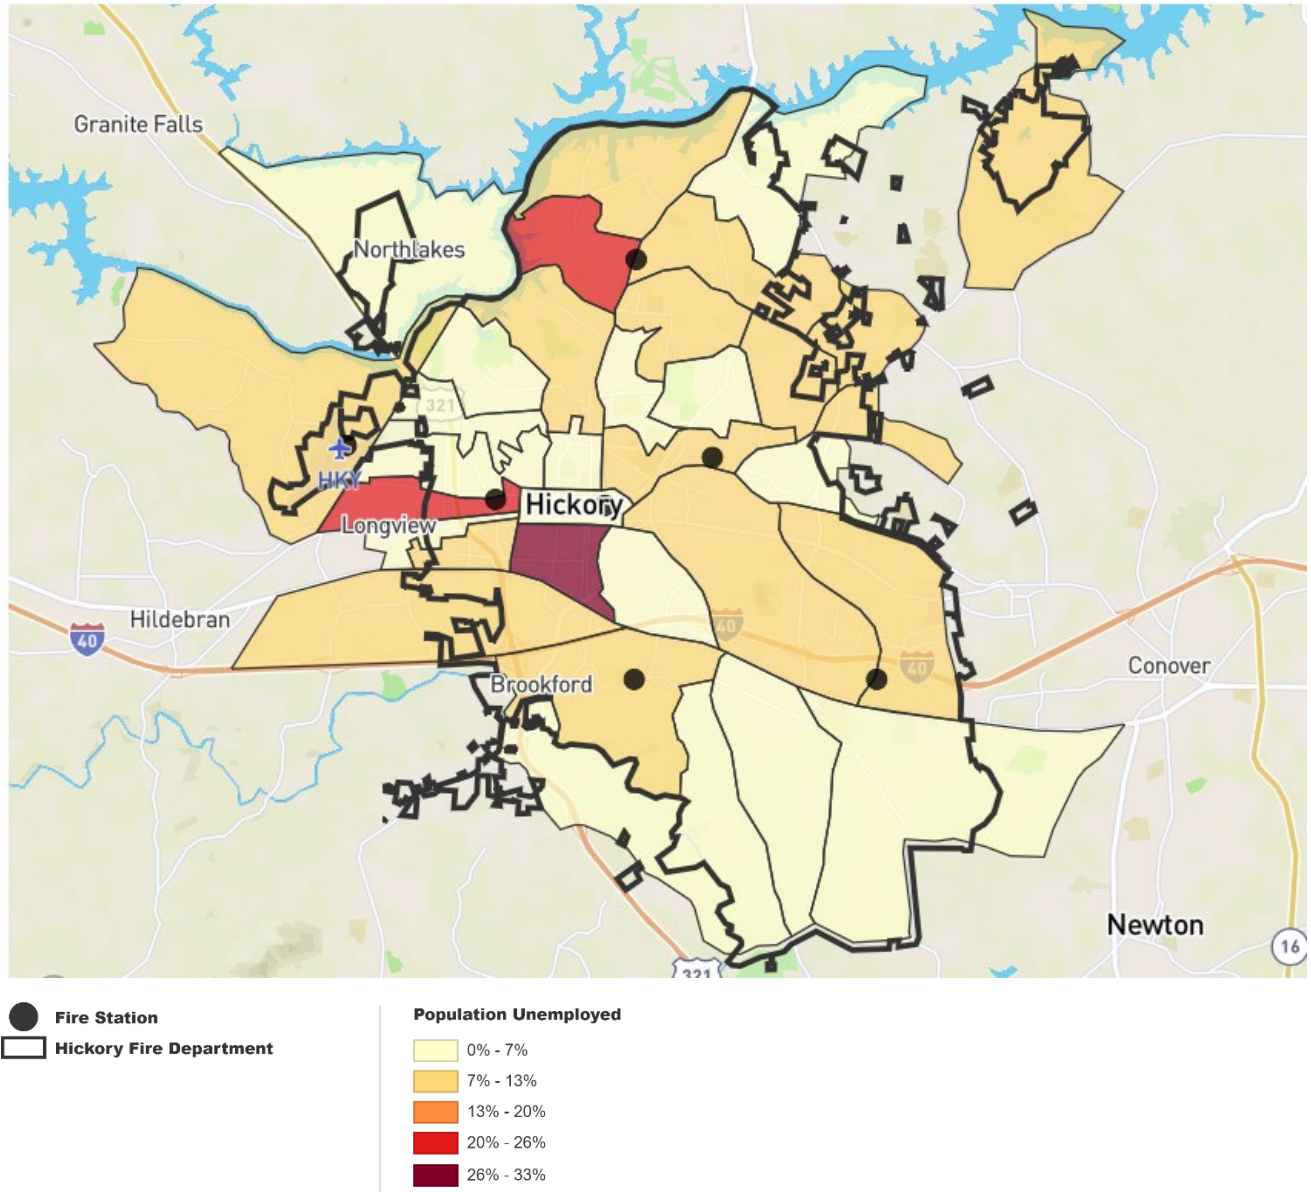 Granite Falls
Northlakes
321
HKY
Hickory
Longview
Hildebran
40
40
40
Brookford
Conover
Newton
321
16
Fire Station
Hickory Fire Department
Population Unemployed
0% - 7%
7% - 13%
13% - 20%
20% - 26%
26% - 33%